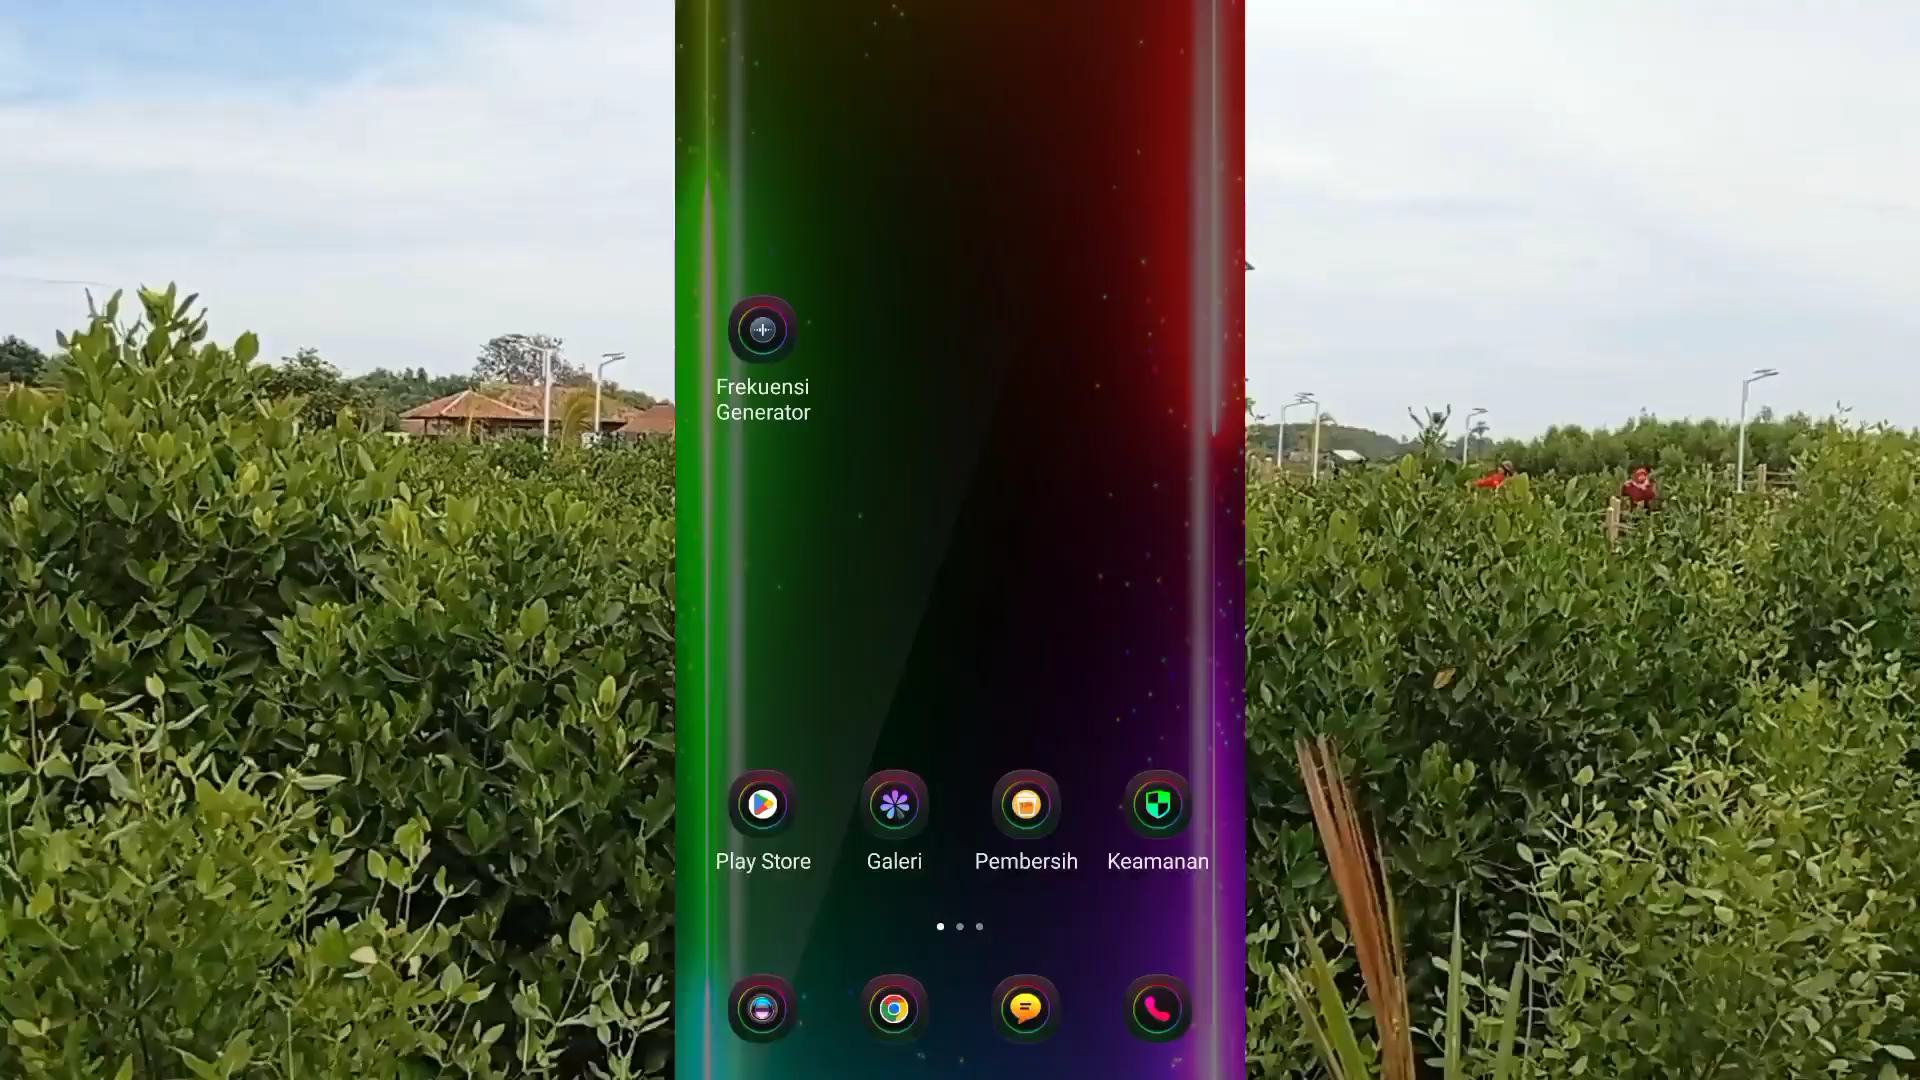 Frekuensi
Generator
Play Store
Galeri
Pembersih
Keamanan